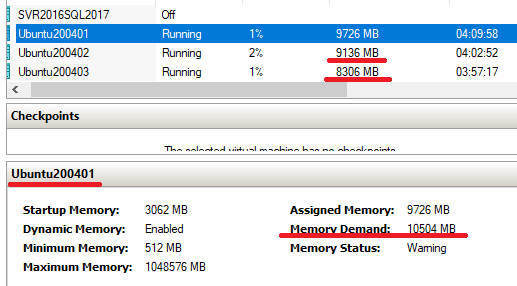 SVR2016SQL2017 Off
Ubuntu200401 Running 1% 9726 MB 04:09:58
Ubuntu200402 Running 2% 9136 MB 04:02:52
Ubuntu200403 Running 1% 8306 MB 03:57:17
Checkpoints
The selected virtual machine has no checkpoints
Ubuntu200401
Startup Memory: 3062 MB Assigned Memory: 9726 MB
Dynamic Memory: Enabled Memory Demand: 10504 MB
Minimum Memory: 512 MB Memory Status: Warning
Maximum Memory: 1048576 MB